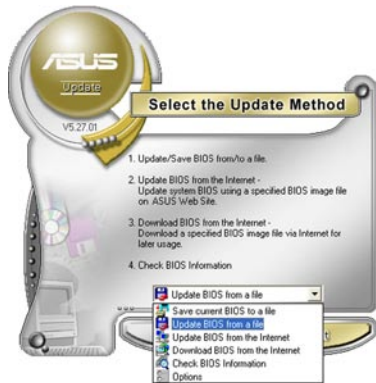 ASUS
Update
V5.27.01
Select the Update Method
1. Update/Save BIOS from/to a file.
2. Update BIOS from the Internet -
Update system BIOS using a specified BIOS image file
on ASUS Web Site.
3. Download BIOS from the Internet -
Download a specified BIOS image file via Internet for
later usage.
4. Check BIOS Information
Update BIOS from a file
Save current BIOS to a file
Update BIOS from a file
Update BIOS from the Internet
Download BIOS from the Internet
Check BIOS Information
Options